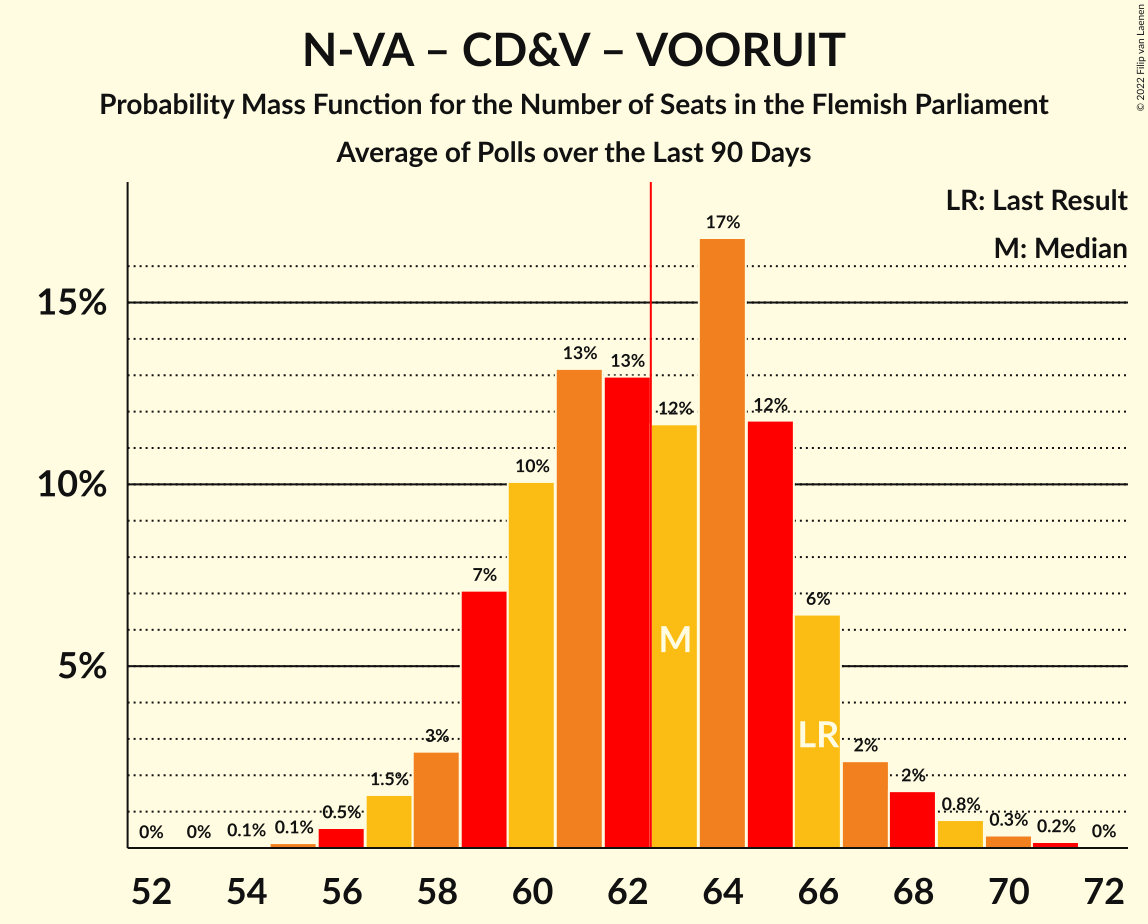 N-VA – CD&V – VOORUIT
Probability Mass Function for the Number of Seats in the Flemish Parliament
Average of Polls over the Last 90 Days
© 2022 Filip van Laenen
LR: Last Result
M: Median
15%
10%
5%
0%
0%
0.1%
0.1%
0.5%
1.5%
3%
7%
10%
13%
13%
12%
17%
12%
6%
2%
2%
0.8%
0.3%
0.2%
0%
M
LR
52 54 56 58 60 62 64 66 68 70 72